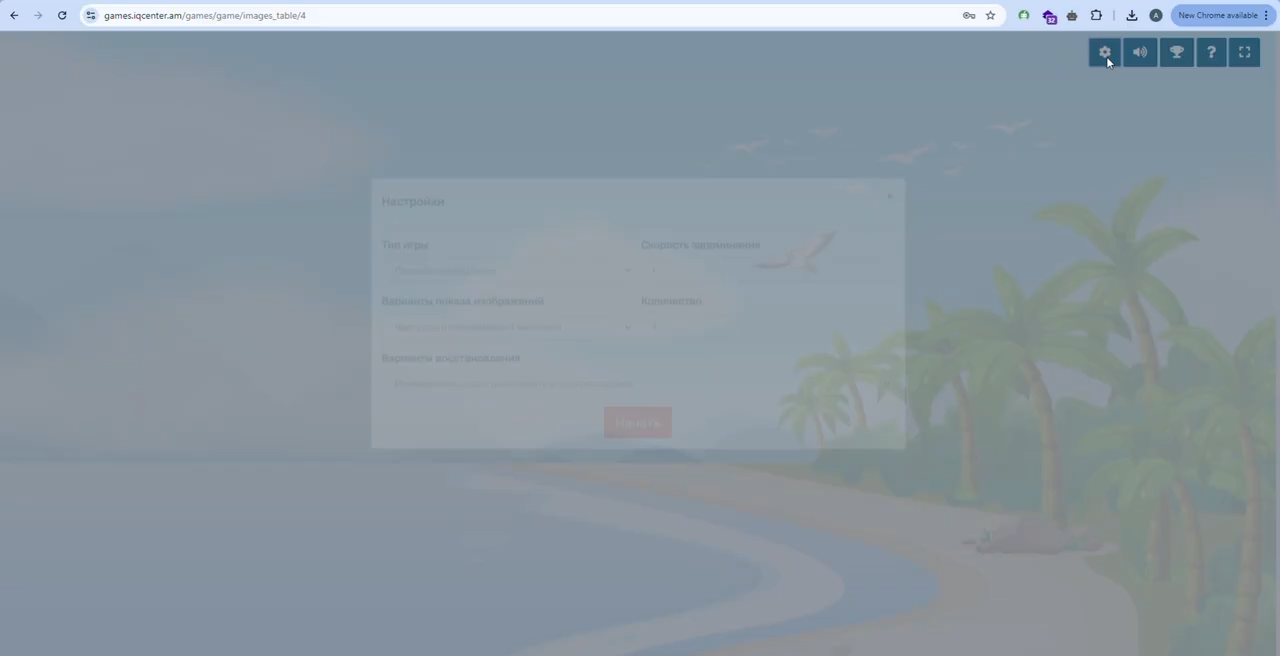 games.iqcenter.am/games/game/images_table/4
32
A
New Chrome available
Настройки
Тип игры
Скорость запоминания
Варианты показа изображений
Количество
Варианты восстановления
Начать